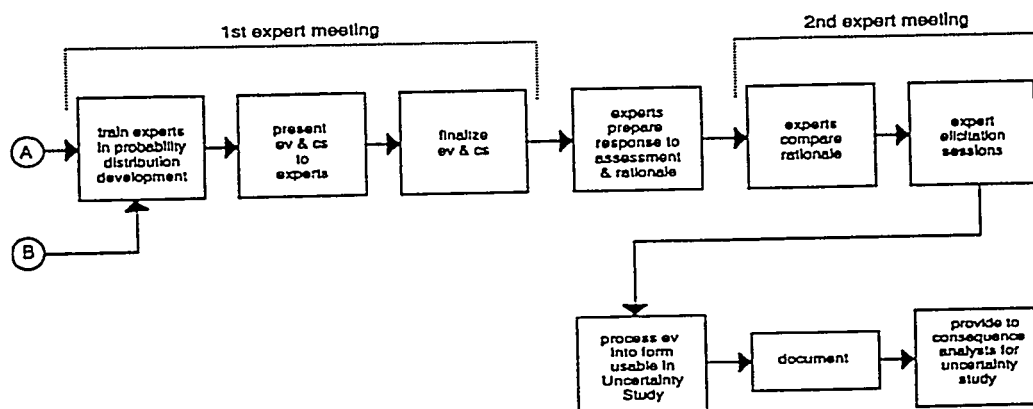 1st expert meeting
2nd expert meeting
A
train experts
in probability
distribution
development
present
ev & cs
to
experts
finalize
ev & cs
experts
prepare
response to
assessment
& rationale
experts
compare
rationale
expert
elicitation
sessions
B
process ev
into form
usable in
Uncertainty
Study
document
provide to
consequence
analysts for
uncertainty
study